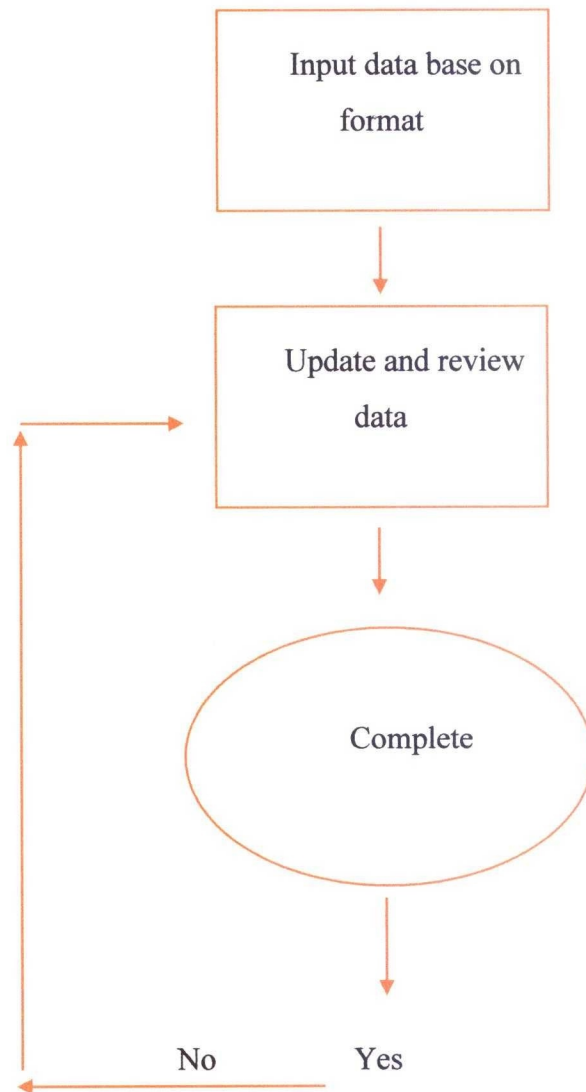 Input data base on
format
Update and review
data
Complete
No Yes